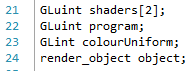 21 GLuint shaders[2];
22 GLuint program;
23 GLint colourUniform;
24 render_object object;